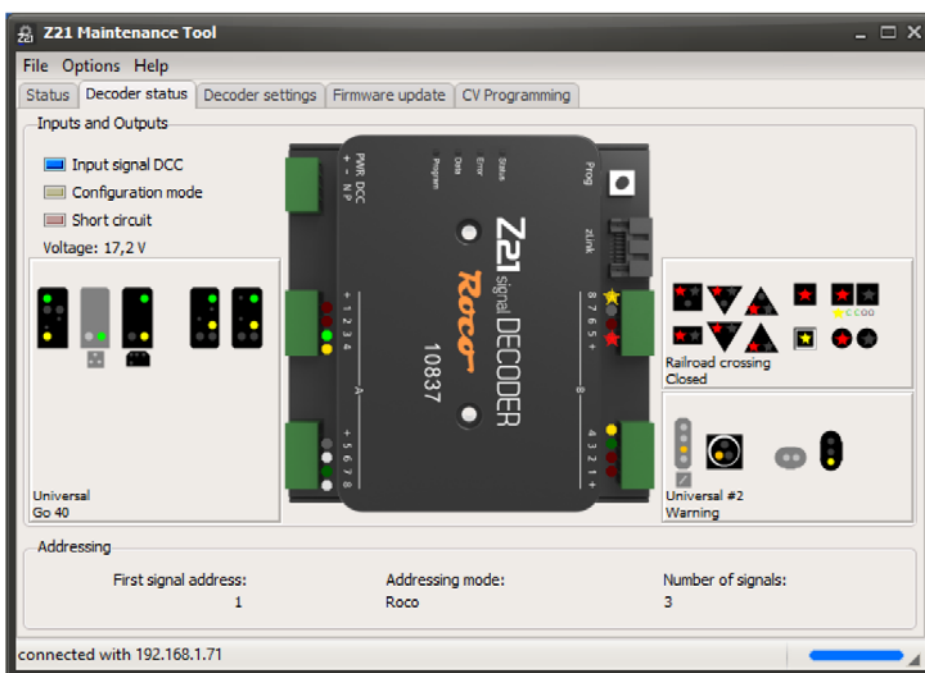 Z21 Maintenance Tool
File Options Help
Status Decoder status Decoder settings Firmware update CV Programming
Inputs and Outputs
Input signal DCC
Configuration mode
Short circuit
Voltage: 17,2 V
Universal
Go 40
PWR DCC
+ - N P
Program
Data
Error
Status
Prog
zLink
+ 1 2 3 4
A
+ 5 6 7 8
Z21 signal DECODER
Roco
10837
8 7 6 5 +
B
4 3 2 1 +
CCOO
Railroad crossing
Closed
Universal #2
Warning
Addressing
First signal address: Addressing mode: Number of signals:
1 Roco 3
connected with 192.168.1.71